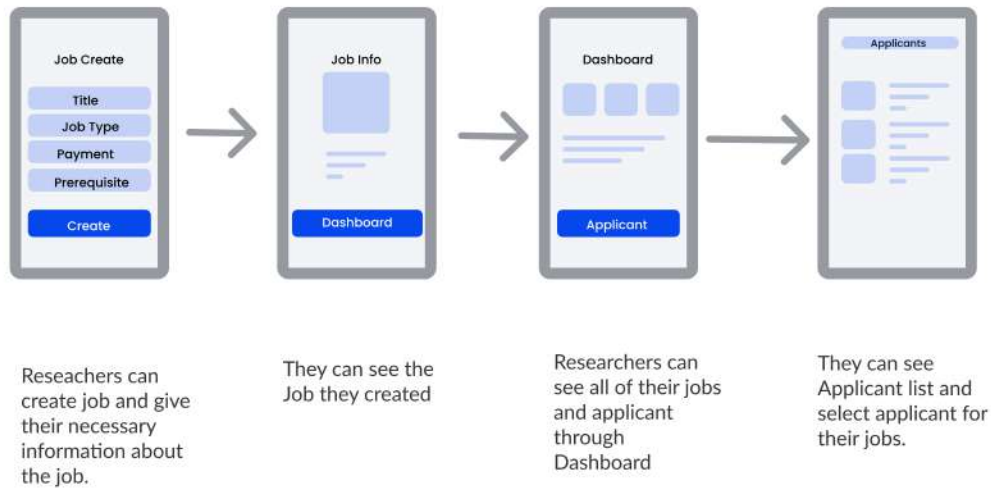 Job Create
Title
Job Type
Payment
Prerequisite
Create
Job Info
Dashboard
Dashboard
Applicant
Applicants
Reseachers can
create job and give
their necessary
information about
the job.
They can see the
Job they created
Researchers can
see all of their jobs
and applicant
through
Dashboard
They can see
Applicant list and
select applicant for
their jobs.